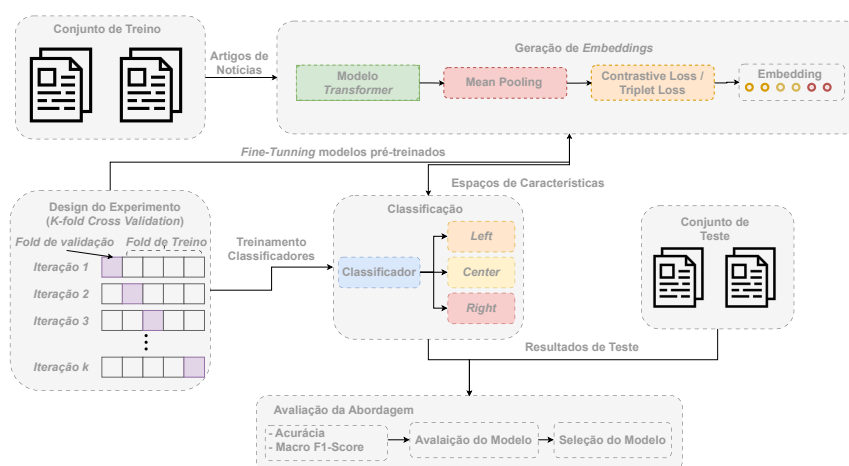 Conjunto de Treino
Artigos de
Notícias
Geração de Embeddings
Modelo
Transformer
Mean Pooling
Contrastive Loss /
Triplet Loss
Embedding
Fine-Tunning modelos pré-treinados
Espaços de Características
Design do Experimento
(K-fold Cross Validation)
Fold de validação
Fold de Treino
Iteração 1
Iteração 2
Iteração 3
Iteração k
Treinamento
Classificadores
Classificação
Classificador
Left
Center
Right
Conjunto de
Teste
Resultados de Teste
Avaliação da Abordagem
- Acurácia
- Macro F1-Score
Avalaição do Modelo
Seleção do Modelo